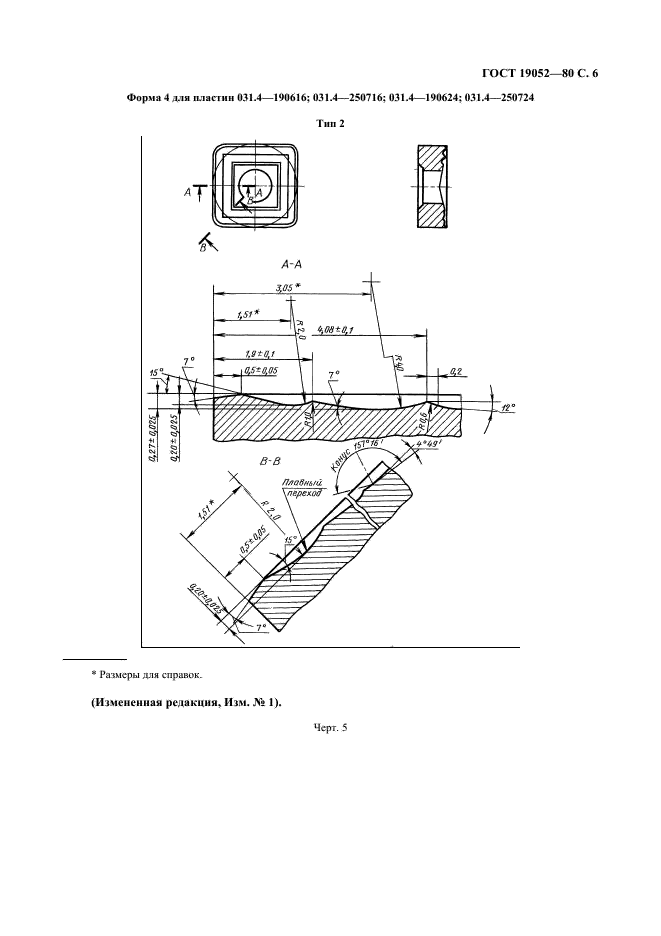 ГОСТ 19052—80 С. 6
Форма 4 для пластин 031.4—190616; 031.4—250716; 031.4—190624; 031.4—250724
Тип 2
А
А
В
В
А-А
3,05*
1,51*
R 2,0
4,08±0,1
1,9±0,1
R40
0,5±0,05
7°
15°
7°
0,2
0,27±0,025
0,20±0,025
R1,0
R0,6
12°
В-В
Конус 157°16'
4°49'
Плавный
переход
1,51*
R 2,0
0,5±0,05
15°
0,20±0,025
7°
* Размеры для справок.
(Измененная редакция, Изм. № 1).
Черт. 5